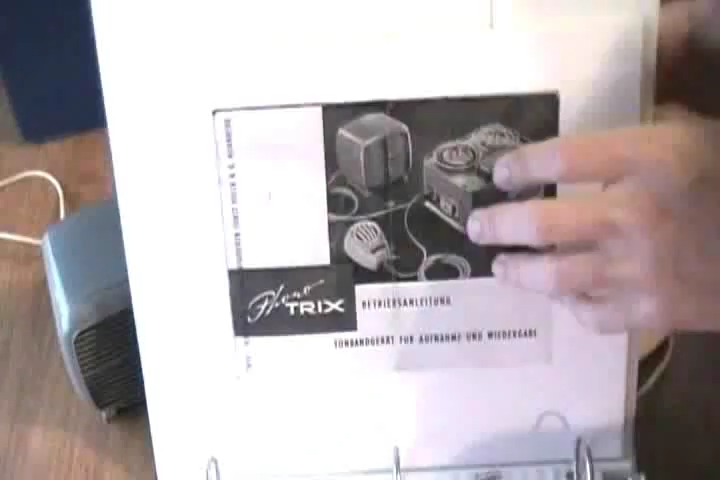 Phono
TRIX
BETRIEBSANLEITUNG
TONBANDGERÄT FÜR AUFNAHME UND WIEDERGABE